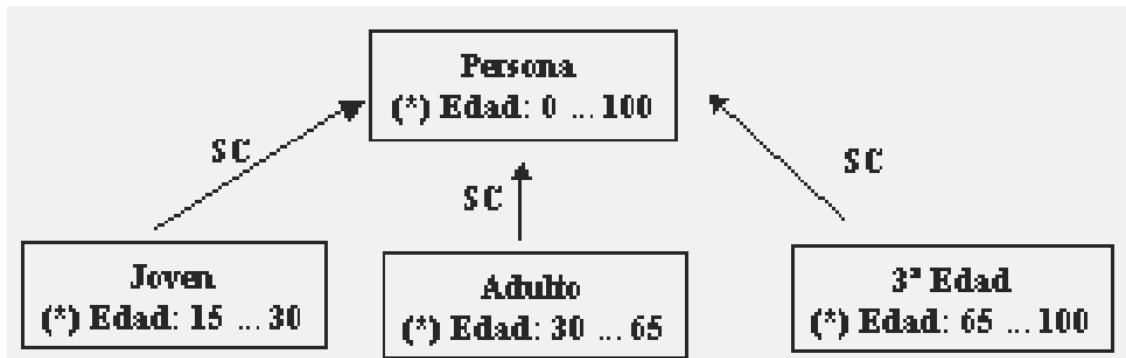 Persona
(*) Edad: 0 ... 100
SC
SC
SC
Joven
(*) Edad: 15 ... 30
Adulto
(*) Edad: 30 ... 65
3ª Edad
(*) Edad: 65 ... 100